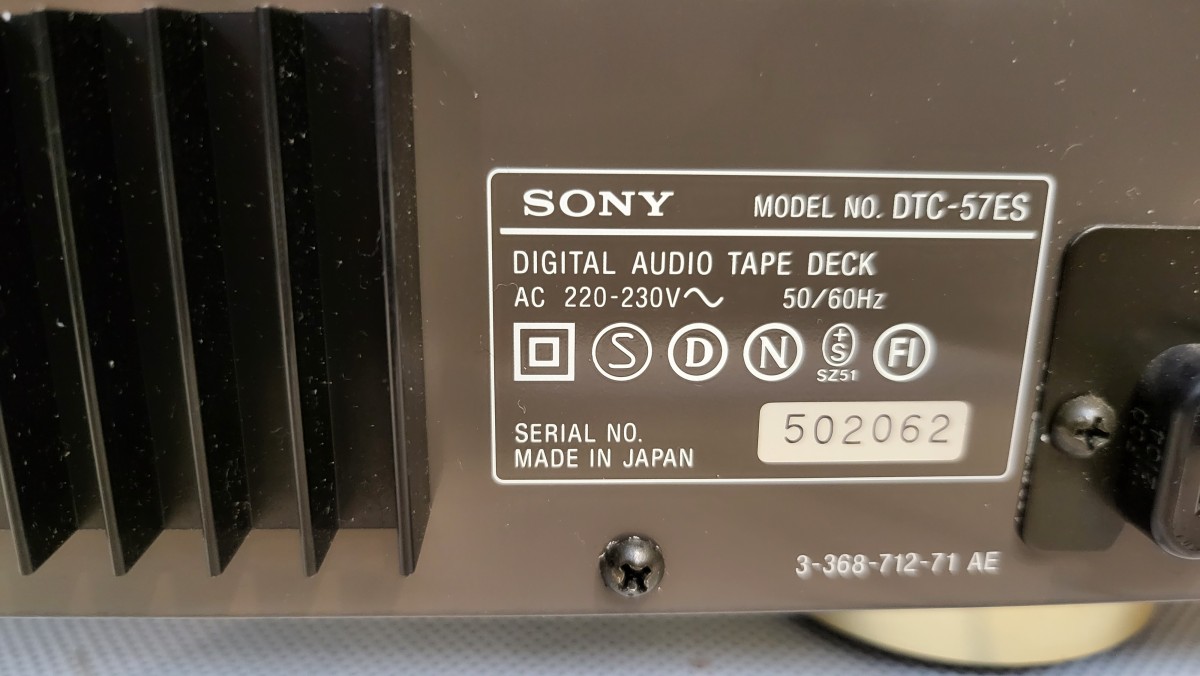 SONY MODEL NO. DTC-57ES
DIGITAL AUDIO TAPE DECK
AC 220-230V~ 50/60Hz
S D N +S FI
SZ51
SERIAL NO. 502062
MADE IN JAPAN
3-368-712-71 AE